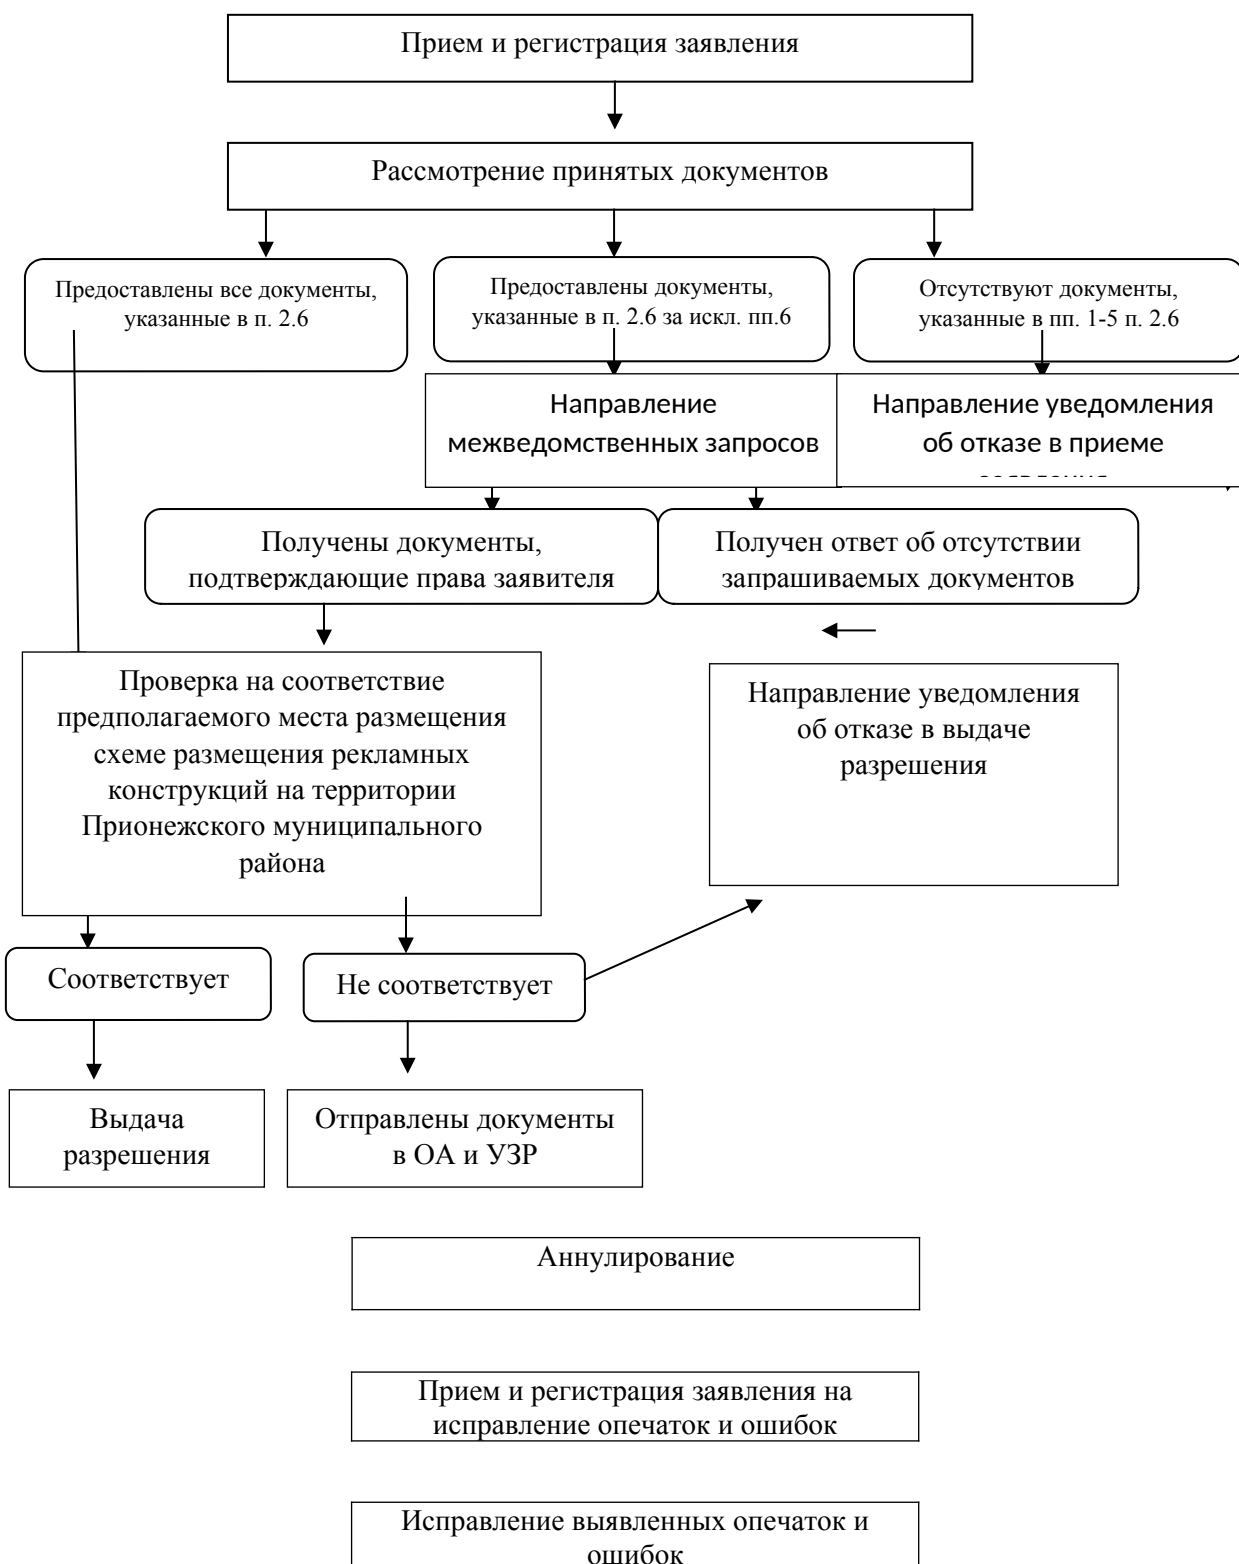 Прием и регистрация заявления
Рассмотрение принятых документов
Предоставлены все документы,
указанные в п. 2.6
Предоставлены документы,
указанные в п. 2.6 за искл. пп.6
Отсутствуют документы,
указанные в пп. 1-5 п. 2.6
Направление
межведомственных запросов
Направление уведомления
об отказе в приеме
Получены документы,
подтверждающие права заявителя
Получен ответ об отсутствии
запрашиваемых документов
Проверка на соответствие
предполагаемого места размещения
схеме размещения рекламных
конструкций на территории
Прионежского муниципального
района
Направление уведомления
об отказе в выдаче
разрешения
Соответствует
Не соответствует
Выдача
разрешения
Отправлены документы
в ОА и УЗР
Аннулирование
Прием и регистрация заявления на
исправление опечаток и ошибок
Исправление выявленных опечаток и
ошибок